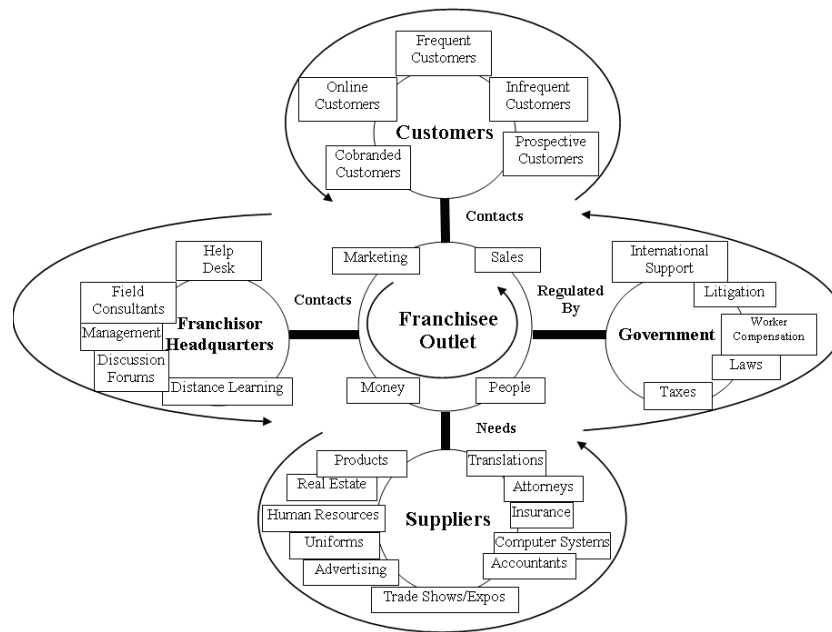 Frequent
Customers
Online
Customers
Infrequent
Customers
Customers
Cobranded
Customers
Prospective
Customers
Contacts
Help
Desk
Field
Consultants
Management
Discussion
Forums
Distance Learning
Franchisor
Headquarters
Contacts
Marketing
Sales
Franchisee
Outlet
Money
People
Regulated
By
International
Support
Litigation
Worker
Compensation
Laws
Taxes
Government
Needs
Products
Real Estate
Human Resources
Uniforms
Advertising
Trade Shows/Expos
Suppliers
Translations
Attorneys
Insurance
Computer Systems
Accountants